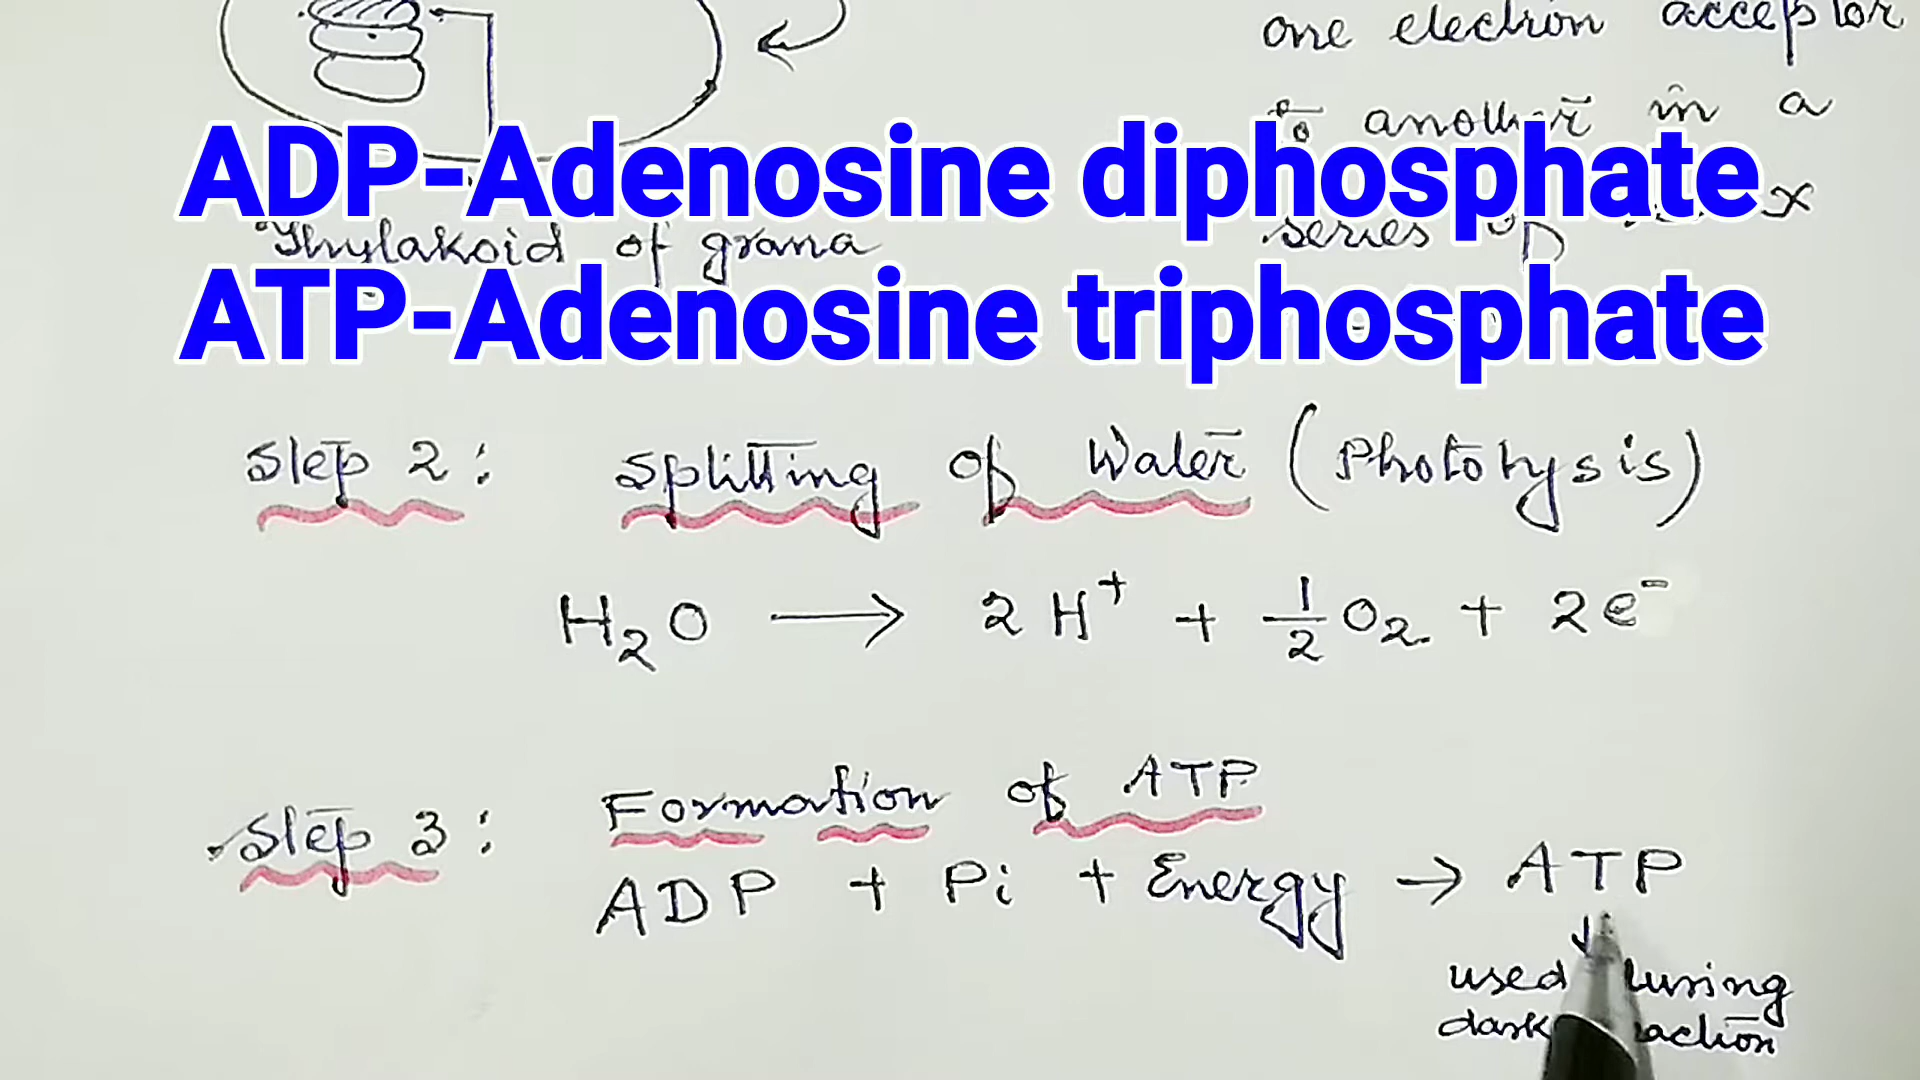 one electron acceptor
to another in a
series of
Thylakoid of grana
ADP-Adenosine diphosphate
ATP-Adenosine triphosphate
Step 2: Splitting of Water (Photolysis)
H₂O → 2H⁺ + ½O₂ + 2e⁻
Step 3: Formation of ATP
ADP + Pi + Energy → ATP
↓
used during
dark reaction